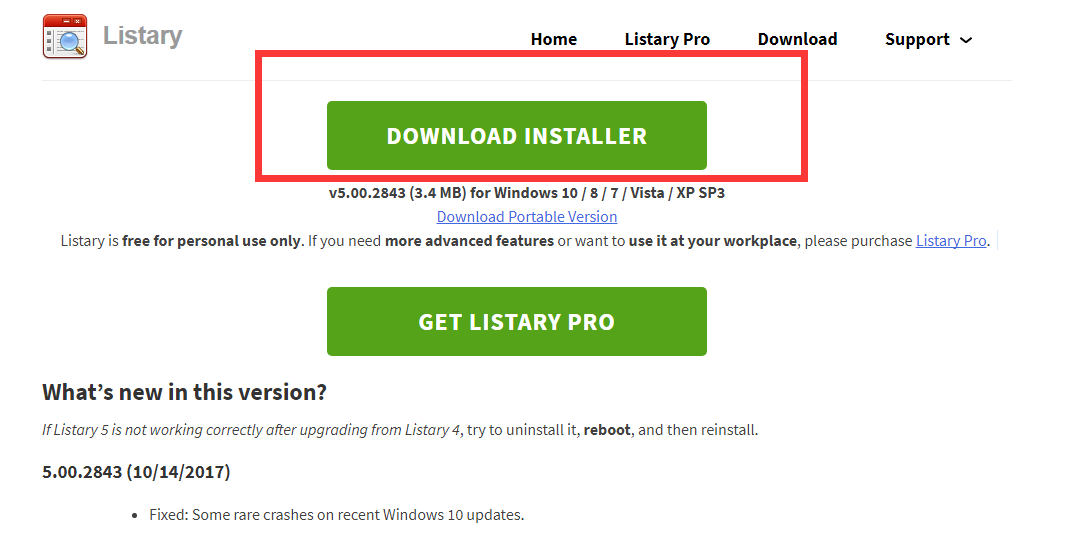 Listary
Home Listary Pro Download Support
DOWNLOAD INSTALLER
v5.00.2843 (3.4 MB) for Windows 10 / 8 / 7 / Vista / XP SP3
Download Portable Version
Listary is free for personal use only. If you need more advanced features or want to use it at your workplace, please purchase Listary Pro.
GET LISTARY PRO
What’s new in this version?
If Listary 5 is not working correctly after upgrading from Listary 4, try to uninstall it, reboot, and then reinstall.
5.00.2843 (10/14/2017)
• Fixed: Some rare crashes on recent Windows 10 updates.